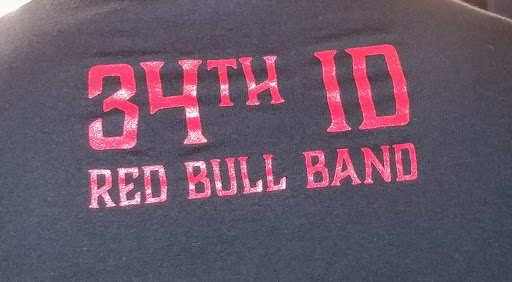 34TH ID
RED BULL BAND